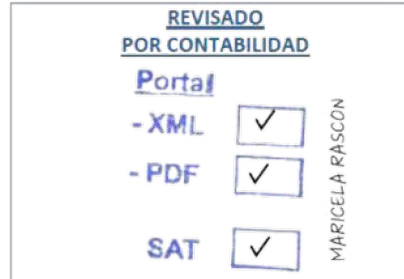 REVISADO
POR CONTABILIDAD
Portal
- XML ✓
- PDF ✓
SAT ✓
MARICELA RASCON